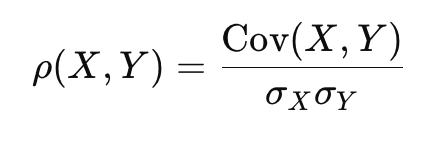 ρ(X, Y) = Cov(X, Y) / σ_X σ_Y